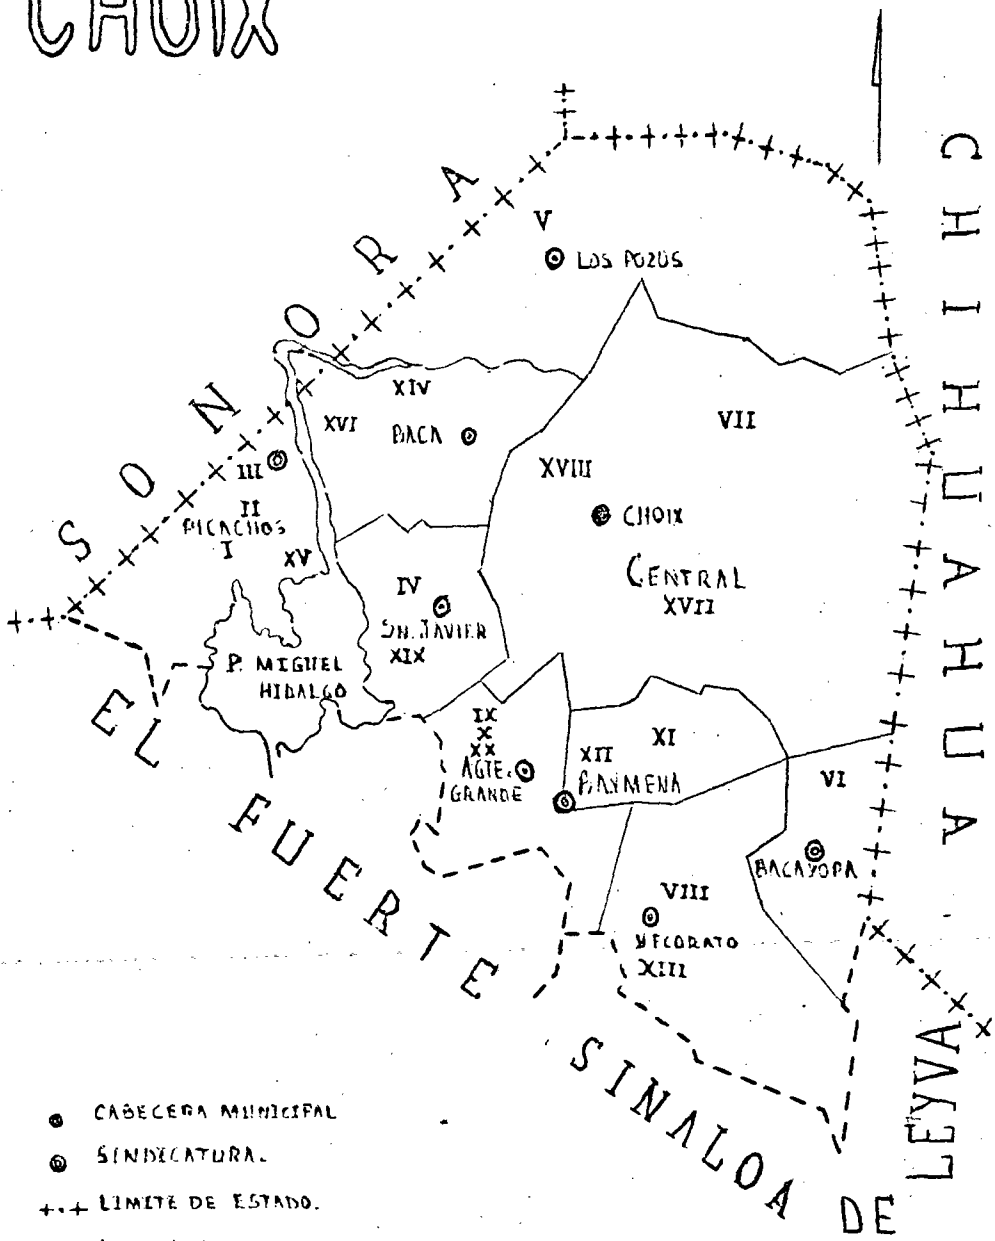 CHOIX
SONORA
CHIHUAHUA
V
LOS POZOS
XIV
XVI
BACA
VII
XVIII
III
II
PICACHOS
I
XV
CHOIX
CENTRAL
XVII
IV
SN. JAVIER
XIX
P. MIGUEL
HIDALGO
IX
X
XX
AGTE.
GRANDE
XII
XI
BAYMENA
VI
BACAYOPA
VIII
YECORATO
XIII
EL FUERTE
SINALOA DE LEYVA
CABECERA MUNICIPAL
SINDICATURA.
LIMITE DE ESTADO.